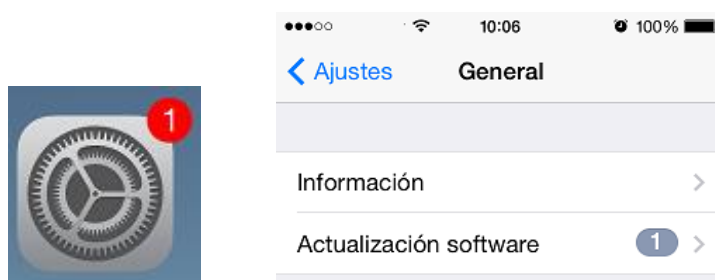 1
10:06 100%
Ajustes General
Información
Actualización software 1